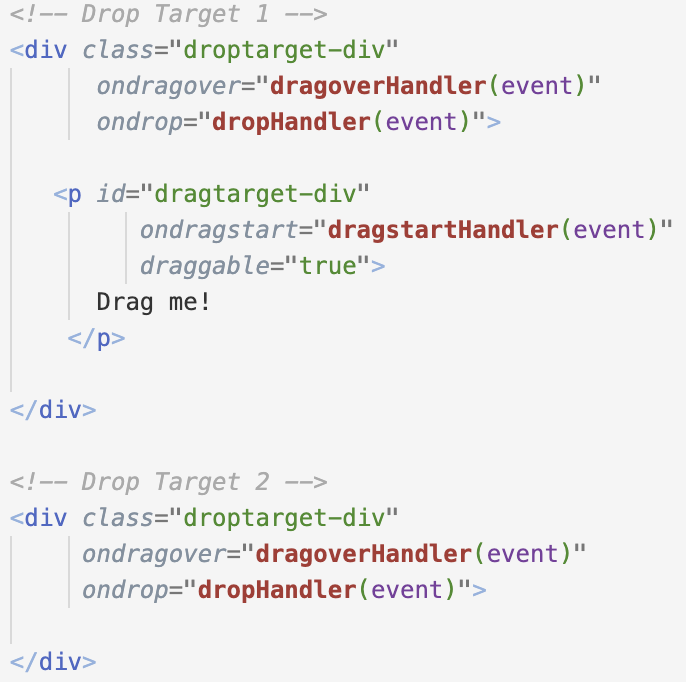 <!-- Drop Target 1 -->
<div class="droptarget-div"
      ondragover="dragoverHandler(event)"
      ondrop="dropHandler(event)">

   <p id="dragtarget-div"
         ondragstart="dragstartHandler(event)"
         draggable="true">
      Drag me!
    </p>

</div>

<!-- Drop Target 2 -->
<div class="droptarget-div"
     ondragover="dragoverHandler(event)"
     ondrop="dropHandler(event)">

</div>